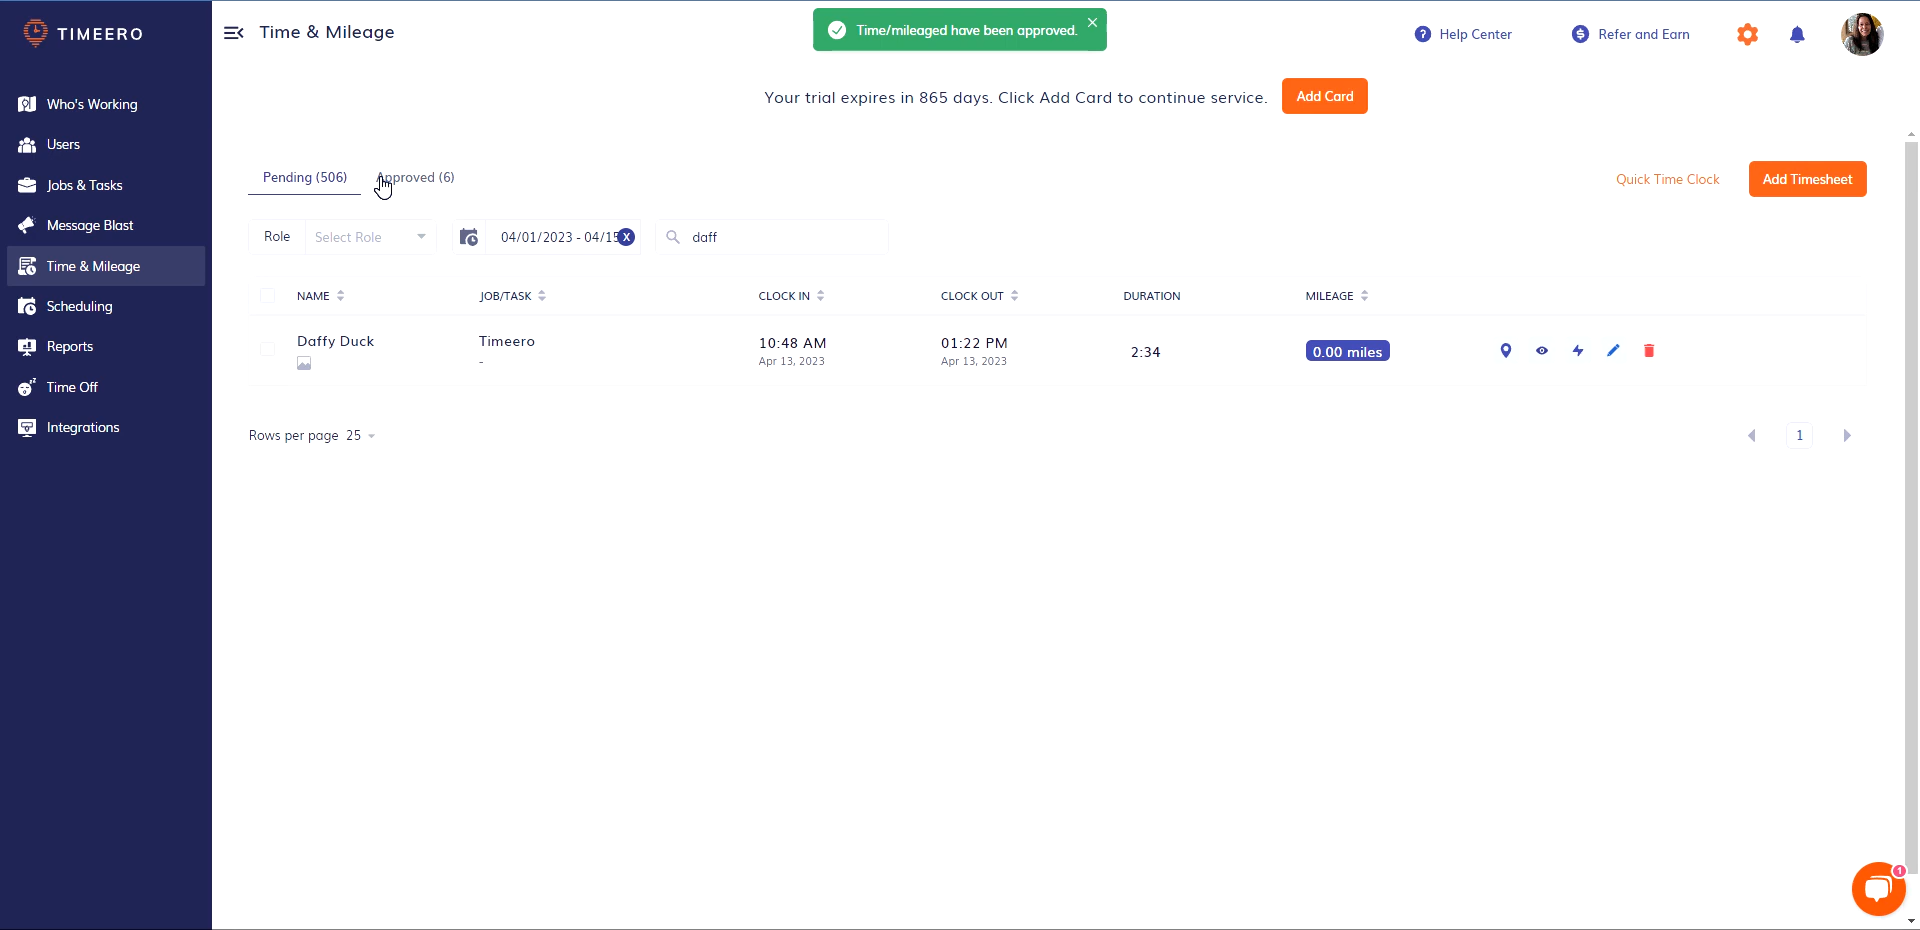 TIMEERO
Time & Mileage
Time/mileaged have been approved.
Help Center
Refer and Earn
Your trial expires in 865 days. Click Add Card to continue service.
Add Card
Who's Working
Users
Jobs & Tasks
Message Blast
Time & Mileage
Scheduling
Reports
Time Off
Integrations
Pending (506)
Approved (6)
Quick Time Clock
Add Timesheet
Role
Select Role
04/01/2023 - 04/15
X
daff
NAME
JOB/TASK
CLOCK IN
CLOCK OUT
DURATION
MILEAGE
Daffy Duck
Timeero
-
10:48 AM
Apr 13, 2023
01:22 PM
Apr 13, 2023
2:34
0.00 miles
Rows per page 25
1
1